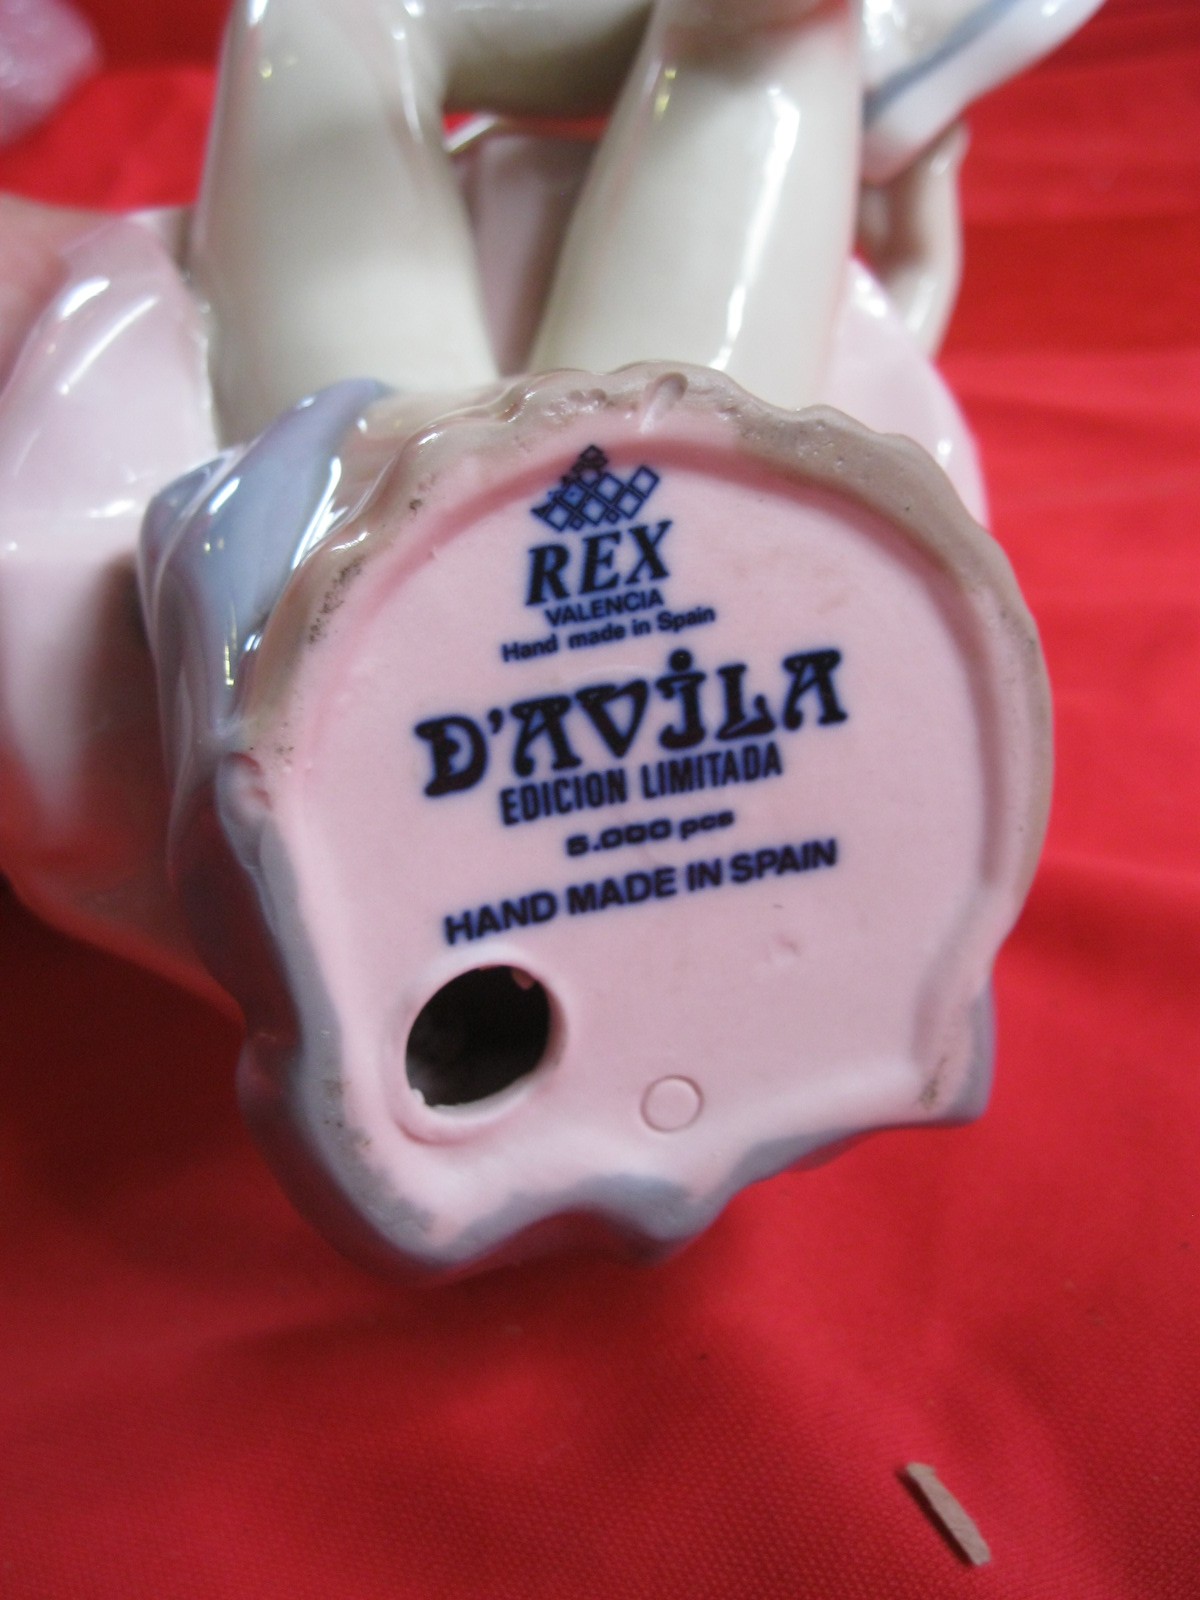 REX
VALENCIA
Hand made in Spain
D'AViLA
EDICION LIMITADA
5.000 pcs
HAND MADE IN SPAIN